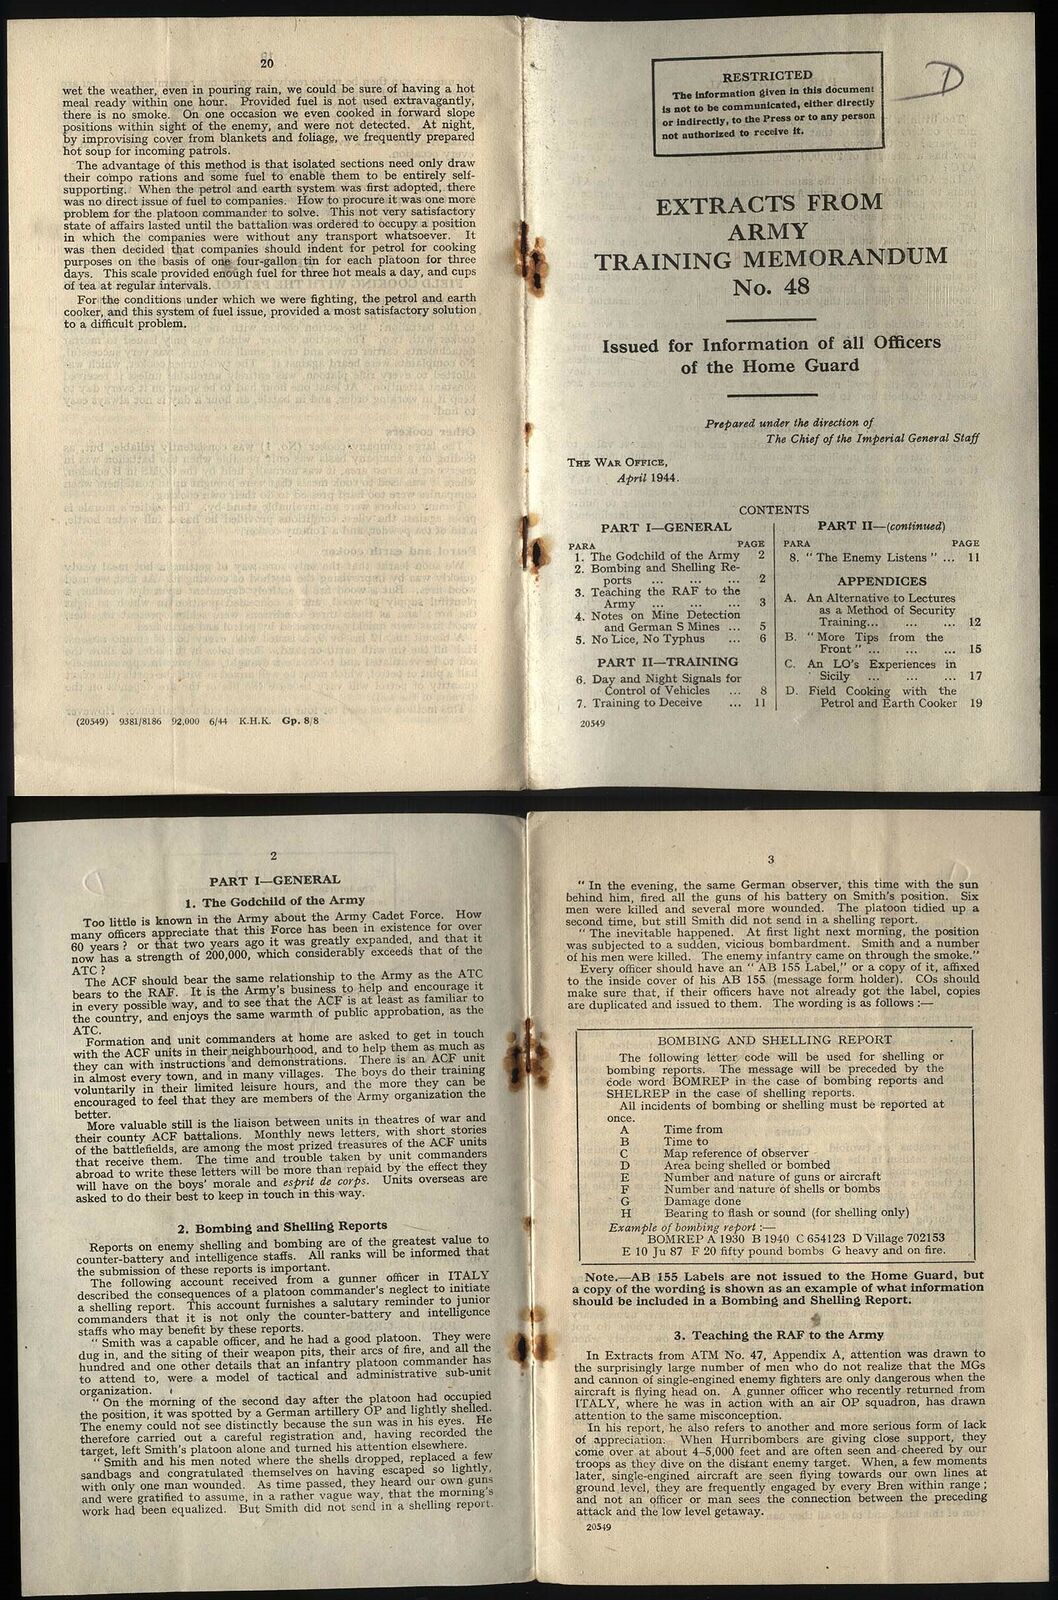 20
wet the weather, even in pouring rain, we could be sure of having a hot
meal ready within one hour. Provided fuel is not used extravagantly,
there is no smoke. On one occasion we even cooked in forward slope
positions within sight of the enemy, and were not detected. At night,
by improvising cover from blankets and foliage, we frequently prepared
hot soup for incoming patrols.
The advantage of this method is that isolated sections need only draw
their compo rations and some fuel to enable them to be entirely self-
supporting. When the petrol and earth system was first adopted, there
was no direct issue of fuel to companies. How to procure it was one more
problem for the platoon commander to solve. This not very satisfactory
state of affairs lasted until the battalion was ordered to occupy a position
in which the companies were without any transport whatsoever. It
was then decided that companies should indent for petrol for cooking
purposes on the basis of one four-gallon tin for each platoon for three
days. This scale provided enough fuel for three hot meals a day, and cups
of tea at regular intervals.
For the conditions under which we were fighting, the petrol and earth
cooker, and this system of fuel issue, provided a most satisfactory solution
to a difficult problem.
(20549) 9381/8186 92,000 6/44 K.H.K. Gp. 8/8
D
RESTRICTED
The information given in this document
is not to be communicated, either directly
or indirectly, to the Press or to any person
not authorized to receive it.
EXTRACTS FROM
ARMY
TRAINING MEMORANDUM
No. 48
Issued for Information of all Officers
of the Home Guard
Prepared under the direction of
The Chief of the Imperial General Staff
THE WAR OFFICE,
April 1944.
CONTENTS
PART I—GENERAL
PARA PAGE
1. The Godchild of the Army 2
2. Bombing and Shelling Re-
ports ... ... ... 2
3. Teaching the RAF to the
Army ... ... ... 3
4. Notes on Mine Detection
and German S Mines ... 5
5. No Lice, No Typhus ... 6
PART II—TRAINING
6. Day and Night Signals for
Control of Vehicles ... 8
7. Training to Deceive ... 11
20549
PART II—(continued)
PARA PAGE
8. "The Enemy Listens" ... 11
APPENDICES
A. An Alternative to Lectures
as a Method of Security
Training... ... ... 12
B. "More Tips from the
Front" ... ... ... 15
C. An LO's Experiences in
Sicily ... ... ... 17
D. Field Cooking with the
Petrol and Earth Cooker 19
2
PART I—GENERAL
1. The Godchild of the Army
Too little is known in the Army about the Army Cadet Force. How
many officers appreciate that this Force has been in existence for over
60 years? or that two years ago it was greatly expanded, and that it
now has a strength of 200,000, which considerably exceeds that of the
ATC?
The ACF should bear the same relationship to the Army as the ATC
bears to the RAF. It is the Army's business to help and encourage it
in every possible way, and to see that the ACF is at least as familiar to
the country, and enjoys the same warmth of public approbation, as the
ATC.
Formation and unit commanders at home are asked to get in touch
with the ACF units in their neighbourhood, and to help them as much as
they can with instructions and demonstrations. There is an ACF unit
in almost every town, and in many villages. The boys do their training
voluntarily in their limited leisure hours, and the more they can be
encouraged to feel that they are members of the Army organization the
better.
More valuable still is the liaison between units in theatres of war and
their county ACF battalions. Monthly news letters, with short stories
of the battlefields, are among the most prized treasures of the ACF units
that receive them. The time and trouble taken by unit commanders
abroad to write these letters will be more than repaid by the effect they
will have on the boys' morale and esprit de corps. Units overseas are
asked to do their best to keep in touch in this way.
2. Bombing and Shelling Reports
Reports on enemy shelling and bombing are of the greatest value to
counter-battery and intelligence staffs. All ranks will be informed that
the submission of these reports is important.
The following account received from a gunner officer in ITALY
described the consequences of a platoon commander's neglect to initiate
a shelling report. This account furnishes a salutary reminder to junior
commanders that it is not only the counter-battery and intelligence
staffs who may benefit by these reports.
"Smith was a capable officer, and he had a good platoon. They were
dug in, and the siting of their weapon pits, their arcs of fire, and all the
hundred and one other details that an infantry platoon commander has
to attend to, were a model of tactical and administrative sub-unit
organization.
"On the morning of the second day after the platoon had occupied
the position, it was spotted by a German artillery OP and lightly shelled.
The enemy could not see distinctly because the sun was in his eyes. He
therefore carried out a careful registration and, having recorded the
target, left Smith's platoon alone and turned his attention elsewhere.
"Smith and his men noted where the shells dropped, replaced a few
sandbags and congratulated themselves on having escaped so lightly,
with only one man wounded. As time passed, they heard our own guns
and were gratified to assume, in a rather vague way, that the morning's
work had been equalized. But Smith did not send in a shelling report.
3
"In the evening, the same German observer, this time with the sun
behind him, fired all the guns of his battery on Smith's position. Six
men were killed and several more wounded. The platoon tidied up a
second time, but still Smith did not send in a shelling report.
"The inevitable happened. At first light next morning, the position
was subjected to a sudden, vicious bombardment. Smith and a number
of his men were killed. The enemy infantry came on through the smoke."
Every officer should have an "AB 155 Label," or a copy of it, affixed
to the inside cover of his AB 155 (message form holder). COs should
make sure that, if their officers have not already got the label, copies
are duplicated and issued to them. The wording is as follows:—
BOMBING AND SHELLING REPORT
The following letter code will be used for shelling or
bombing reports. The message will be preceded by the
code word BOMREP in the case of bombing reports and
SHELREP in the case of shelling reports.
All incidents of bombing or shelling must be reported at
once.
A Time from
B Time to
C Map reference of observer
D Area being shelled or bombed
E Number and nature of guns or aircraft
F Number and nature of shells or bombs
G Damage done
H Bearing to flash or sound (for shelling only)
Example of bombing report:—
BOMREP A 1930 B 1940 C 654123 D Village 702153
E 10 Ju 87 F 20 fifty pound bombs G heavy and on fire.
Note.—AB 155 Labels are not issued to the Home Guard, but
a copy of the wording is shown as an example of what information
should be included in a Bombing and Shelling Report.
3. Teaching the RAF to the Army
In Extracts from ATM No. 47, Appendix A, attention was drawn to
the surprisingly large number of men who do not realize that the MGs
and cannon of single-engined enemy fighters are only dangerous when the
aircraft is flying head on. A gunner officer who recently returned from
ITALY, where he was in action with an air OP squadron, has drawn
attention to the same misconception.
In his report, he also refers to another and more serious form of lack
of appreciation. When Hurribombers are giving close support, they
come over at about 4-5,000 feet and are often seen and cheered by our
troops as they dive on the distant enemy target. When, a few moments
later, single-engined aircraft are seen flying towards our own lines at
ground level, they are frequently engaged by every Bren within range;
and not an officer or man sees the connection between the preceding
attack and the low level getaway.
20549